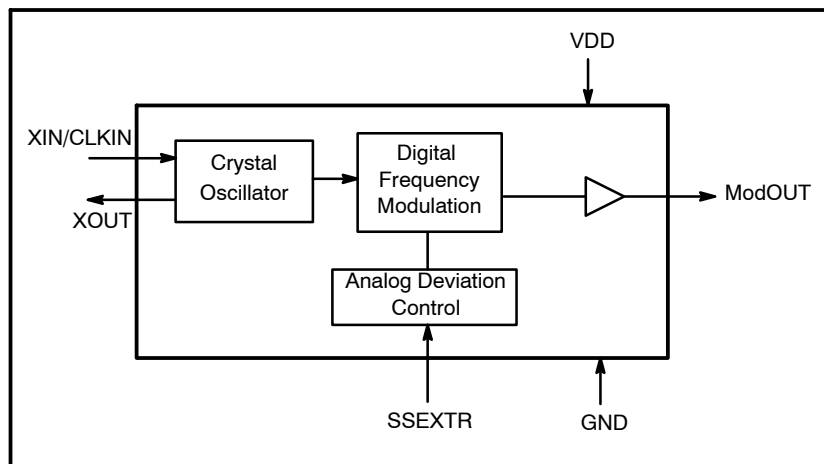 VDD
XIN/CLKIN
XOUT
Crystal
Oscillator
Digital
Frequency
Modulation
ModOUT
Analog Deviation
Control
SSEXTR
GND